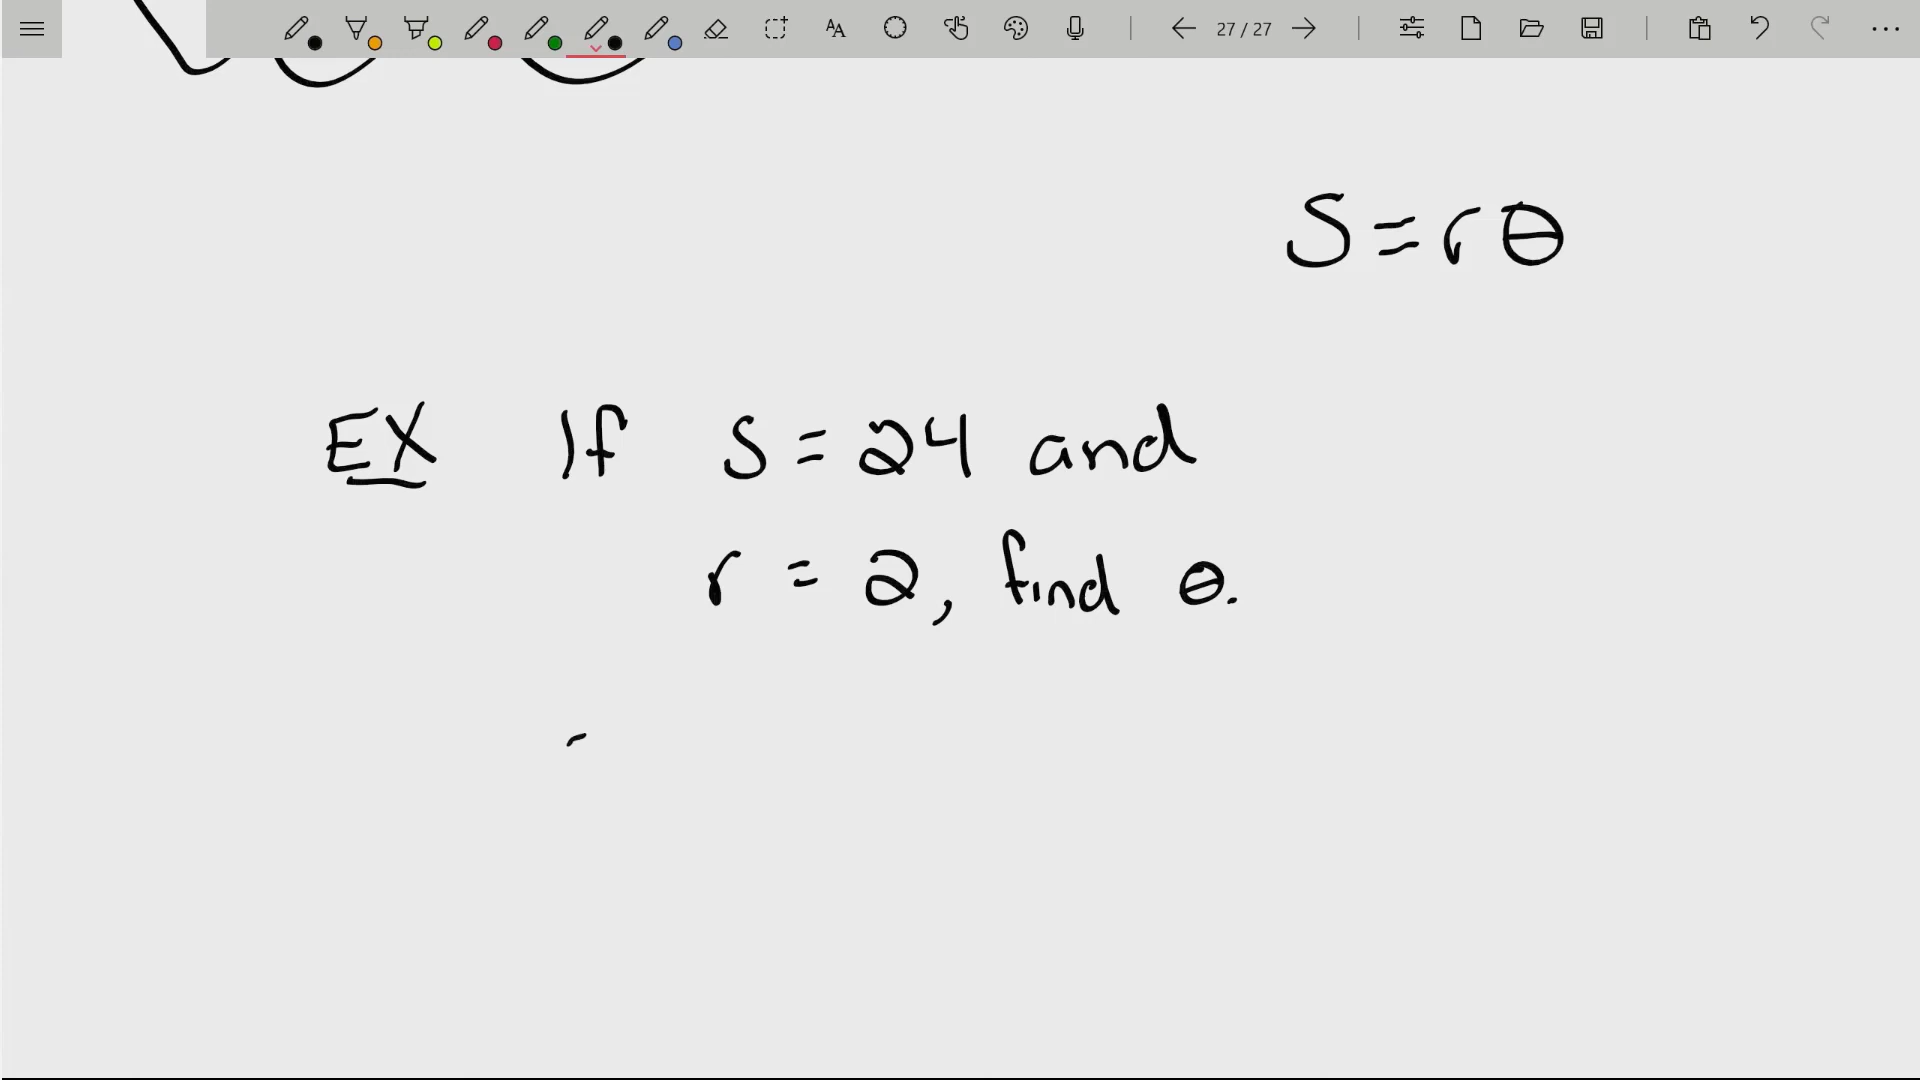 27 / 27
S = rθ
EX If S = 24 and
r = 2, find θ.